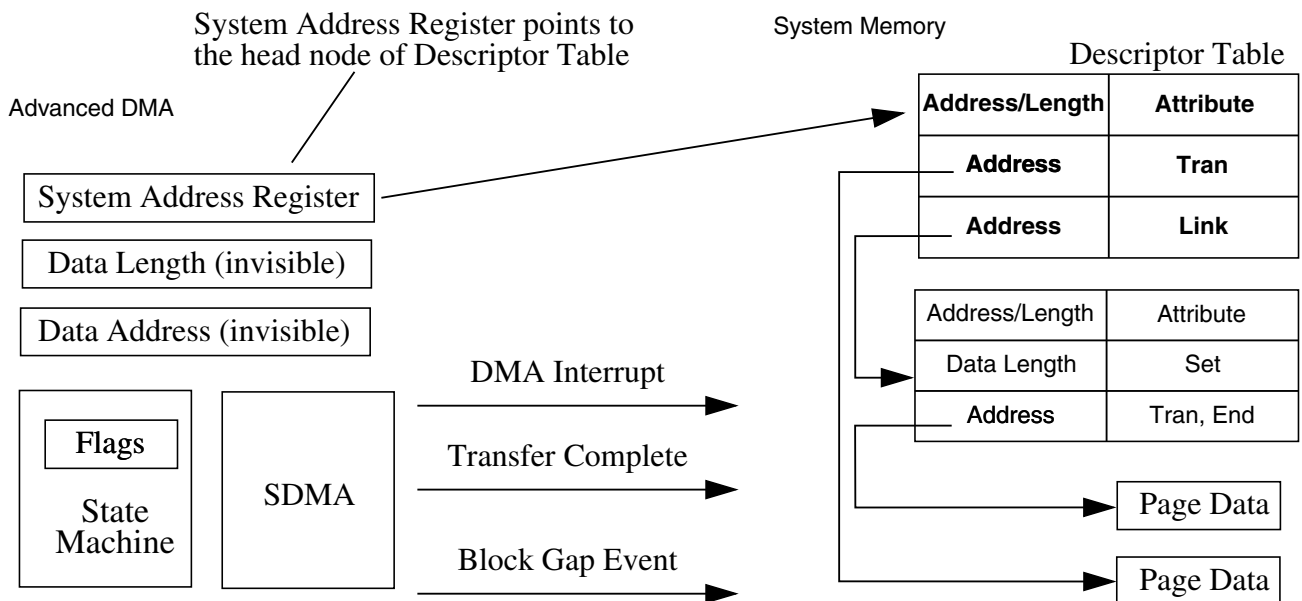 System Address Register points to
the head node of Descriptor Table
System Memory
Descriptor Table
Advanced DMA
Address/Length Attribute
Address Tran
Address Link
System Address Register
Data Length (invisible)
Data Address (invisible)
Address/Length Attribute
Data Length Set
Address Tran, End
Flags
State
Machine
SDMA
DMA Interrupt
Transfer Complete
Block Gap Event
Page Data
Page Data